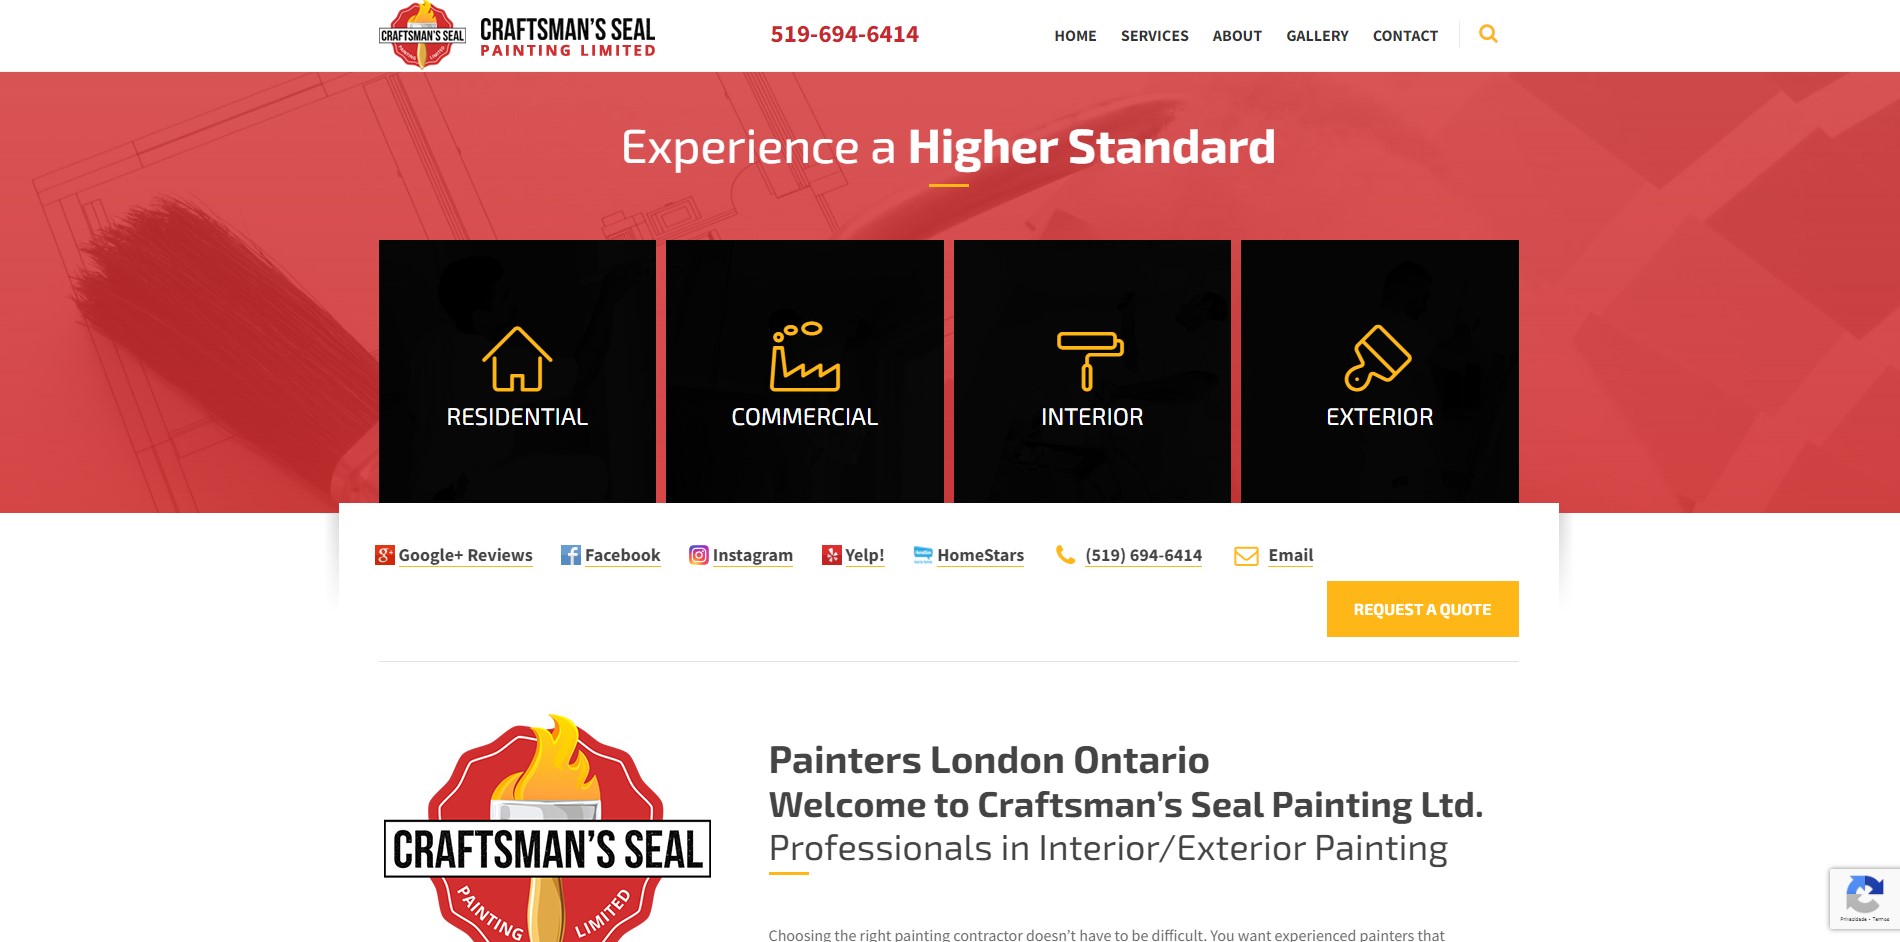 CRAFTSMAN'S SEAL
PAINTING LIMITED
CRAFTSMAN'S SEAL
PAINTING LIMITED
519-694-6414
HOME SERVICES ABOUT GALLERY CONTACT
Experience a Higher Standard
RESIDENTIAL COMMERCIAL INTERIOR EXTERIOR
Google+ Reviews Facebook Instagram Yelp! HomeStars (519) 694-6414 Email
REQUEST A QUOTE
CRAFTSMAN'S SEAL
PAINTING LIMITED
Painters London Ontario
Welcome to Craftsman’s Seal Painting Ltd.
Professionals in Interior/Exterior Painting
Choosing the right painting contractor doesn’t have to be difficult. You want experienced painters that
Privacidade - Termos